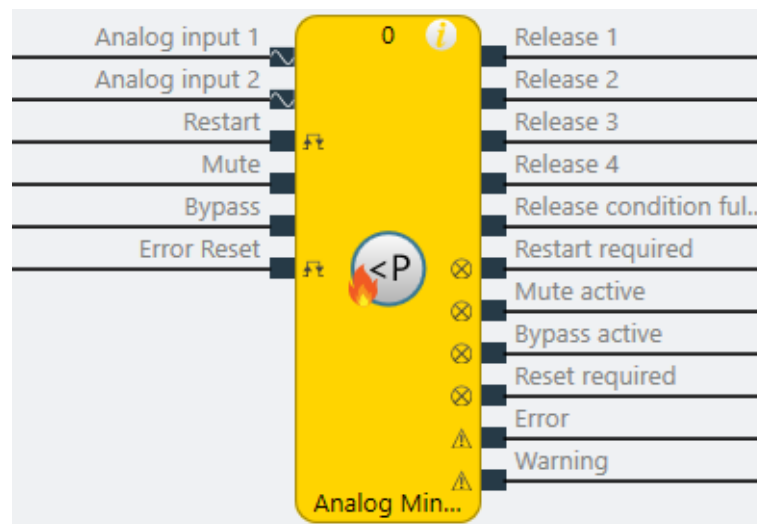 Analog input 1
Analog input 2
Restart
Mute
Bypass
Error Reset
0
i
<P
Analog Min...
Release 1
Release 2
Release 3
Release 4
Release condition ful..
Restart required
Mute active
Bypass active
Reset required
Error
Warning